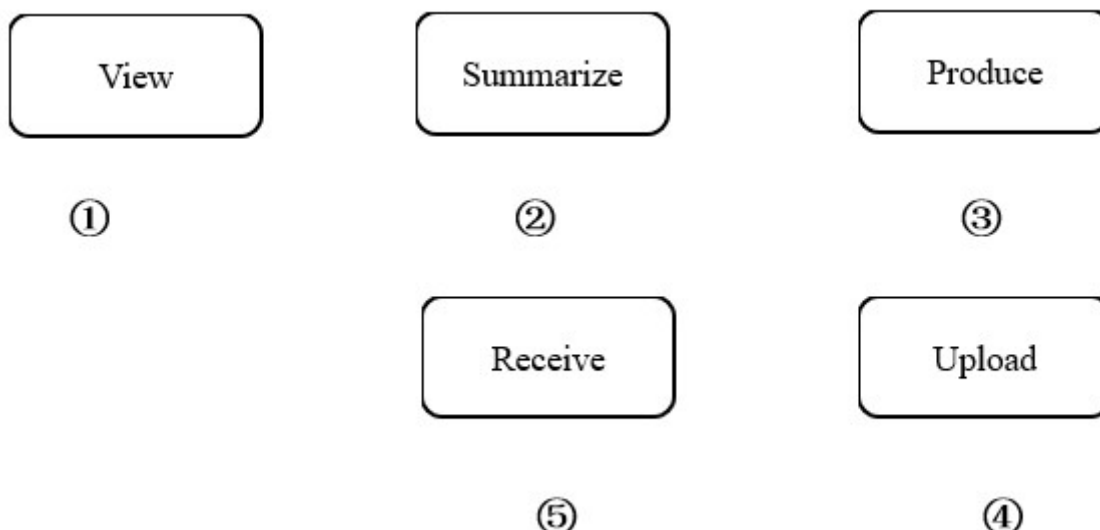 View
Summarize
Produce
①
②
③
Receive
Upload
⑤
④